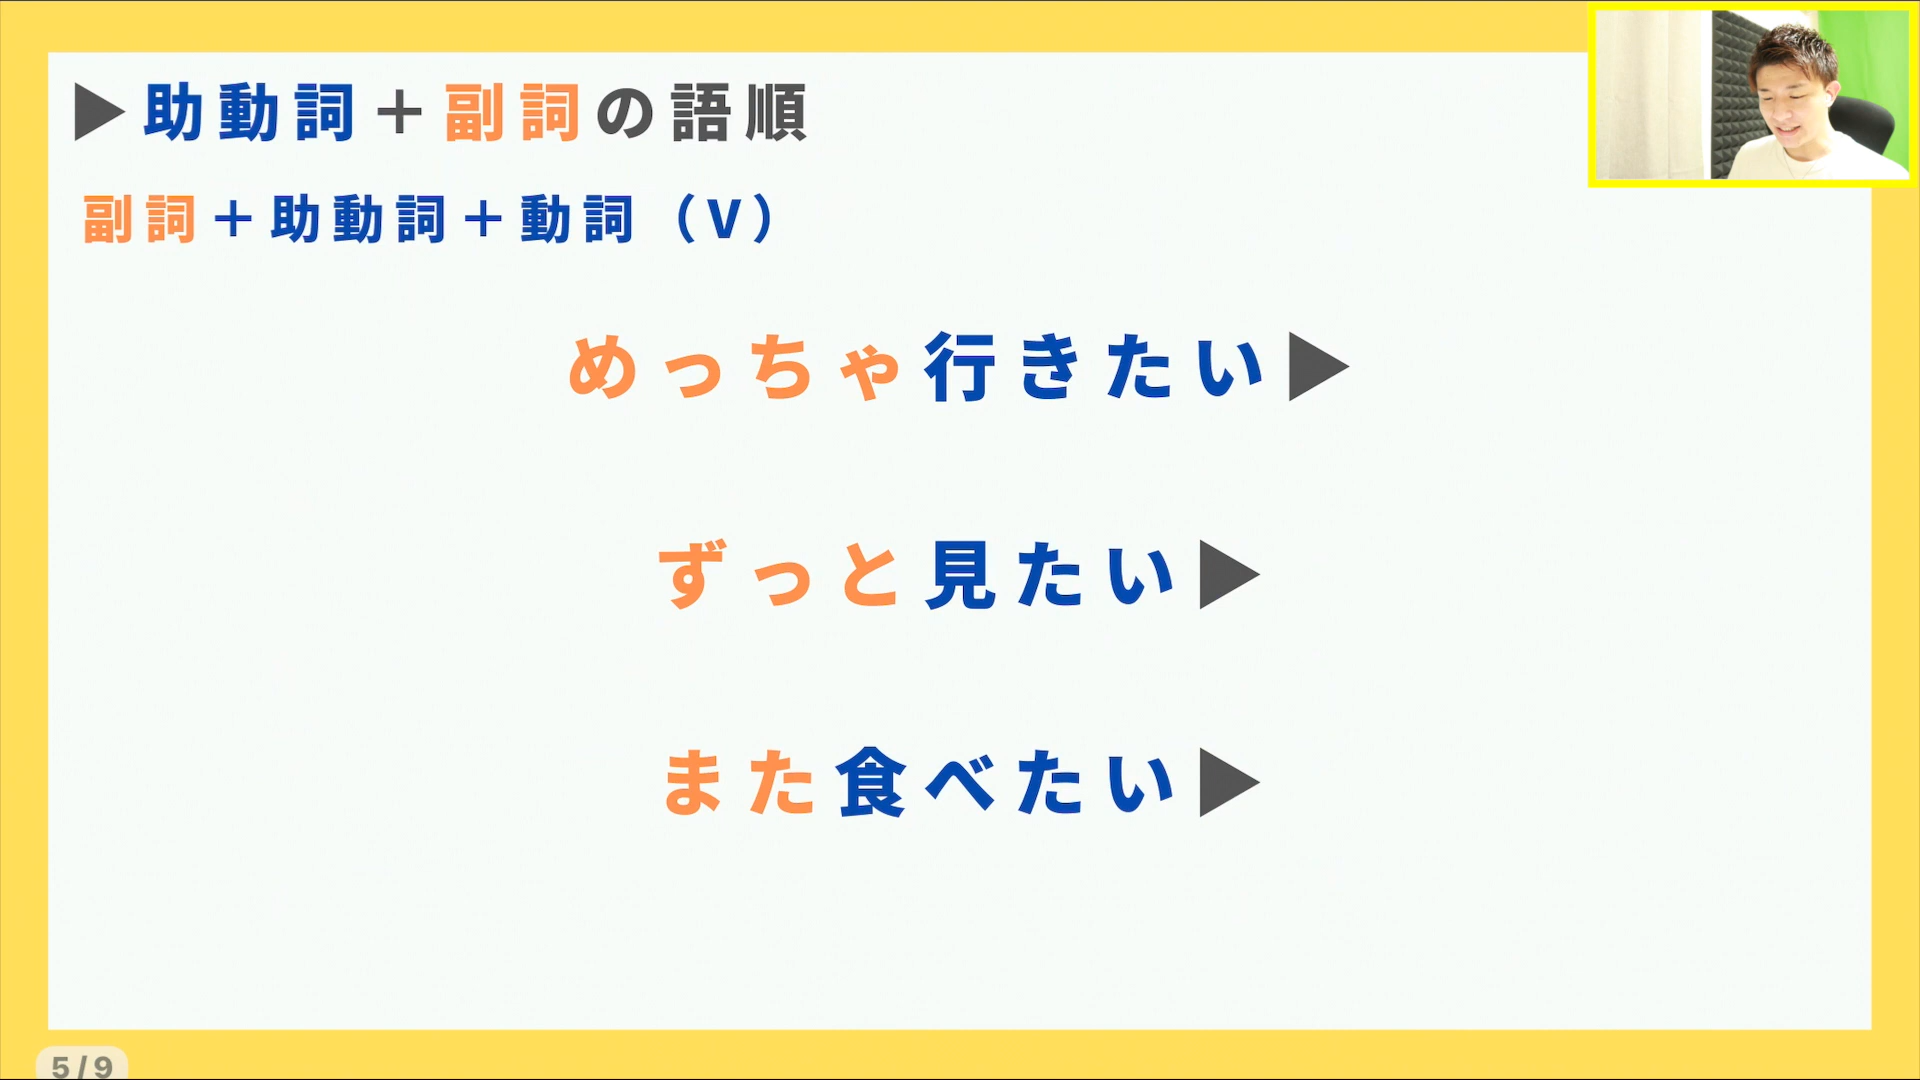 ▶助動詞＋副詞の語順
副詞＋助動詞＋動詞（V）
めっちゃ行きたい▶
ずっと見たい▶
また食べたい▶
5/9